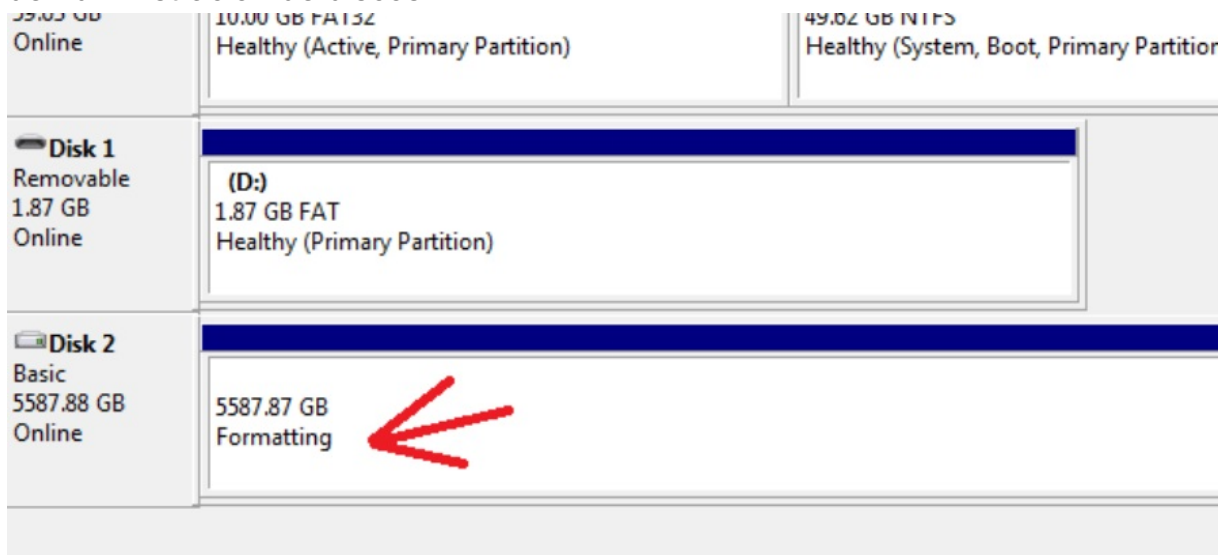 Online
10.00 GB FAT32
Healthy (Active, Primary Partition)
49.62 GB NTFS
Healthy (System, Boot, Primary Partition
Disk 1
Removable
1.87 GB
Online
(D:)
1.87 GB FAT
Healthy (Primary Partition)
Disk 2
Basic
5587.88 GB
Online
5587.87 GB
Formatting